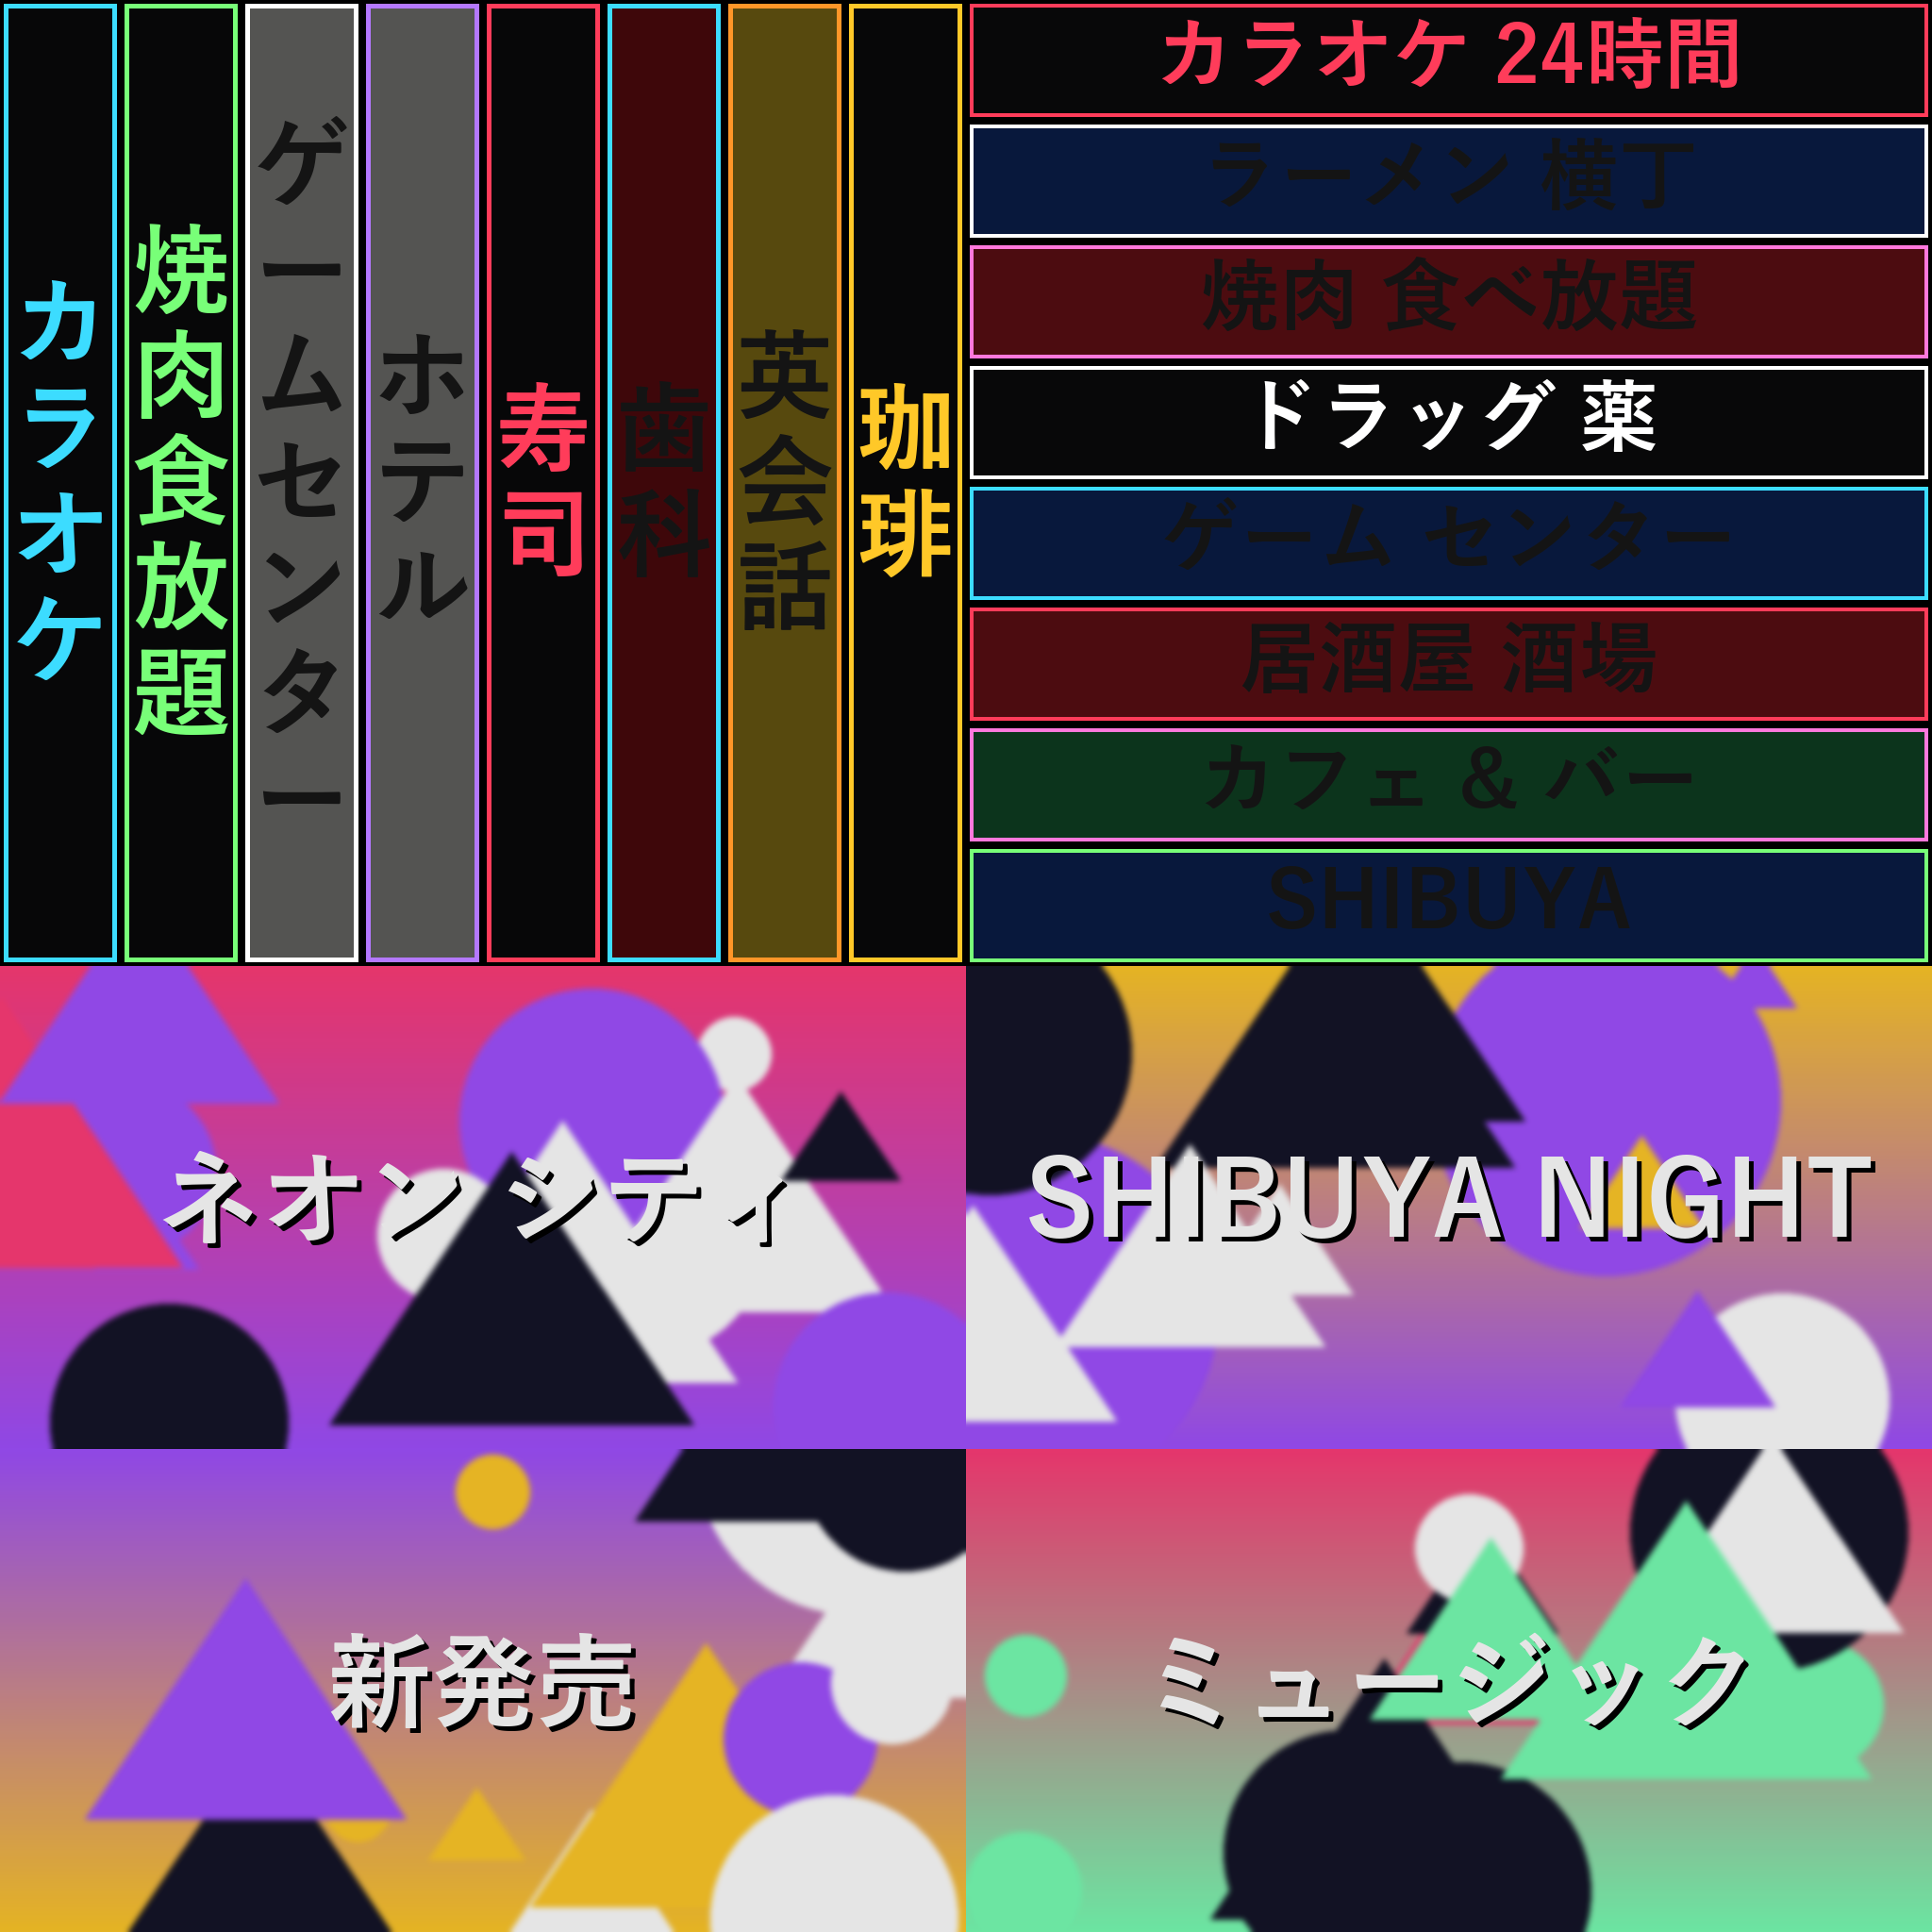 カラオケ
焼肉食放題
ゲームセンター
ホテル
寿司
歯科
英会話
珈琲
カラオケ 24時間
ラーメン 横丁
焼肉 食べ放題
ドラッグ 薬
ゲーム センター
居酒屋 酒場
カフェ & バー
SHIBUYA
ネオン シティ
SHIBUYA NIGHT
新発売
ミュージック